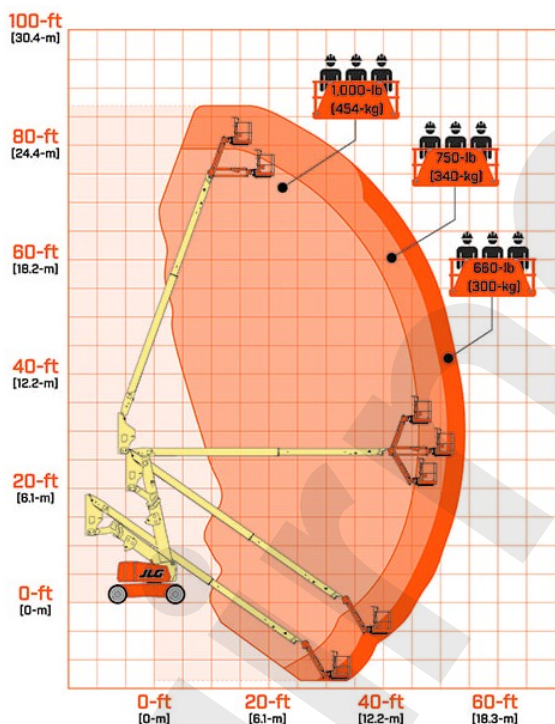 100-ft
[30.4-m]
1,000-lb
(454-kg)
80-ft
[24.4-m]
750-lb
(340-kg)
60-ft
[18.2-m]
660-lb
(300-kg)
40-ft
[12.2-m]
20-ft
[6.1-m]
JLG
0-ft
[0-m]
0-ft
[0-m]
20-ft
[6.1-m]
40-ft
[12.2-m]
60-ft
[18.3-m]